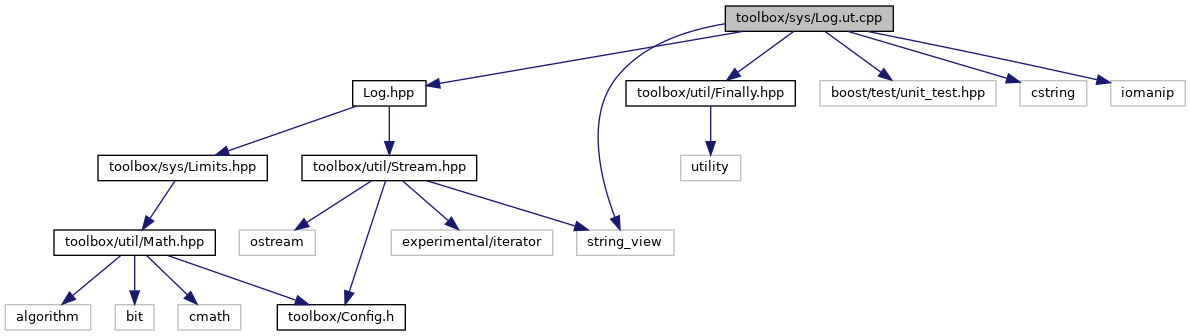 toolbox/sys/Log.ut.cpp
Log.hpp
toolbox/util/Finally.hpp
boost/test/unit_test.hpp
cstring
iomanip
toolbox/sys/Limits.hpp
toolbox/util/Stream.hpp
utility
toolbox/util/Math.hpp
ostream
experimental/iterator
string_view
algorithm
bit
cmath
toolbox/Config.h